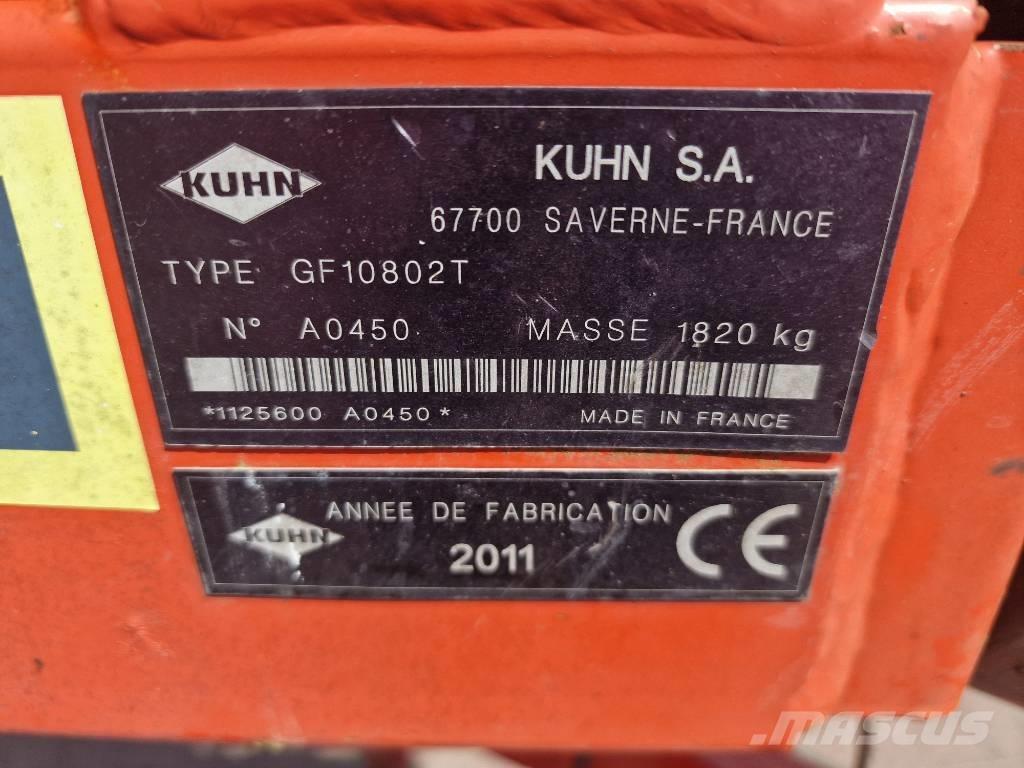 KUHN
KUHN S.A.
67700 SAVERNE-FRANCE
TYPE GF10802T
N° A0450 MASSE 1820 kg
*1125600 A0450*
MADE IN FRANCE
ANNEE DE FABRICATION
KUHN
2011
CE
MASCUS